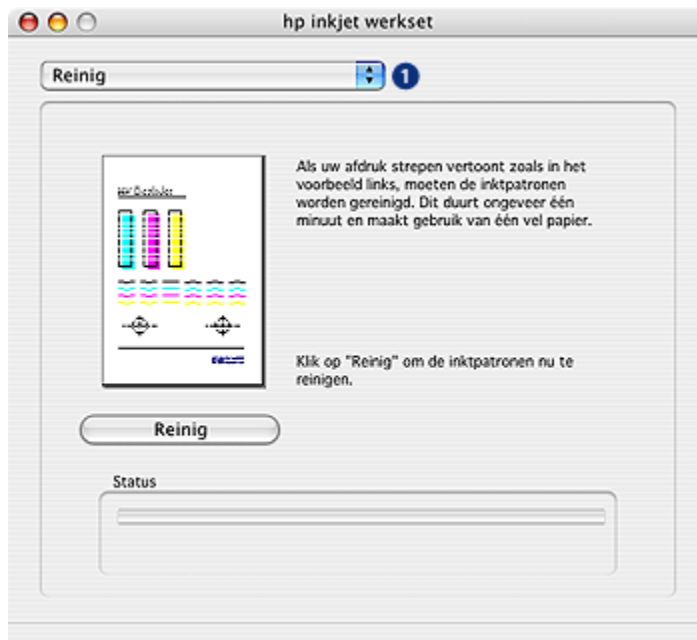 hp inkjet werkset
Reinig
1
Als uw afdruk strepen vertoont zoals in het
voorbeeld links, moeten de inktpatronen
worden gereinigd. Dit duurt ongeveer één
minuut en maakt gebruik van één vel papier.
Klik op "Reinig" om de inktpatronen nu te
reinigen.
Reinig
Status